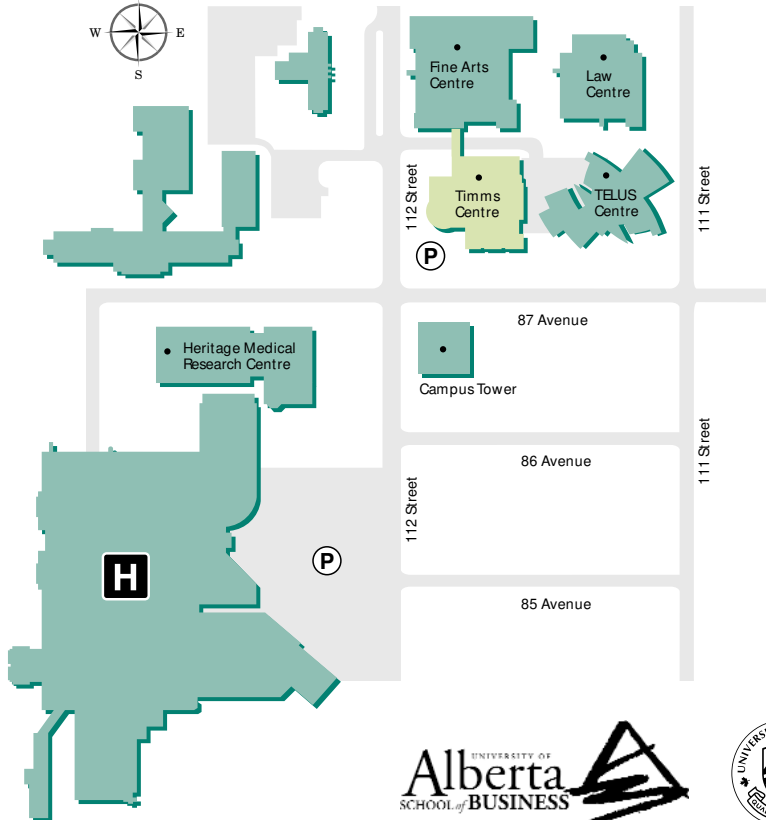 W E
S
Fine Arts
Centre
Law
Centre
112 Street
Timms
Centre
TELUS
Centre
111 Street
P
87 Avenue
Heritage Medical
Research Centre
Campus Tower
86 Avenue
111 Street
112 Street
P
H
85 Avenue
UNIVERSITY OF
Alberta
SCHOOL of BUSINESS